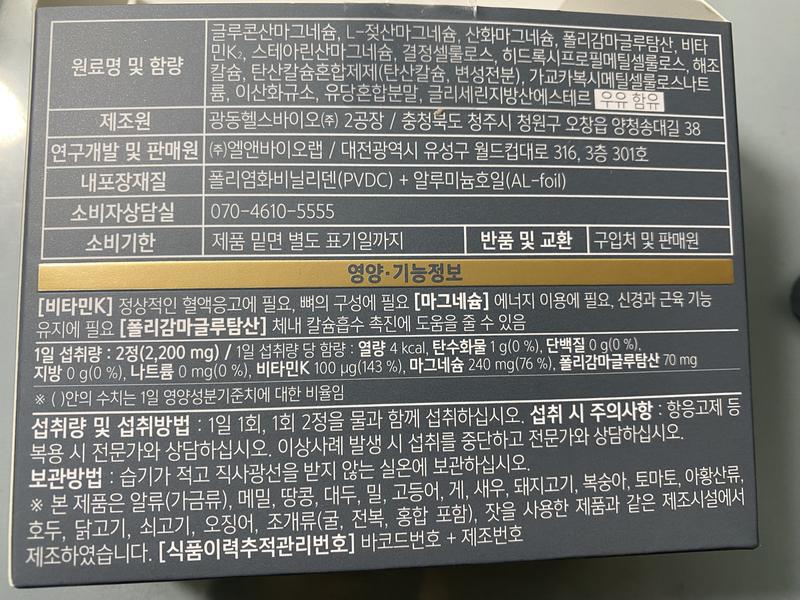 원료명 및 함량
글루콘산마그네슘, L-젖산마그네슘, 산화마그네슘, 폴리감마글루탐산, 비타
민K₂, 스테아린산마그네슘, 결정셀룰로스, 히드록시프로필메틸셀룰로스, 해조
칼슘, 탄산칼슘혼합제제(탄산칼슘, 변성전분), 가교카복시메틸셀룰로스나트
륨, 이산화규소, 유당혼합분말, 글리세린지방산에스테르 우유 함유
제조원 광동헬스바이오㈜ 2공장 / 충청북도 청주시 청원구 오창읍 양청송대길 38
연구개발 및 판매원 ㈜엘앤바이오랩 / 대전광역시 유성구 월드컵대로 316, 3층 301호
내포장재질 폴리염화비닐리덴(PVDC) + 알루미늄호일(AL-foil)
소비자상담실 070-4610-5555
소비기한 제품 밑면 별도 표기일까지 반품 및 교환 구입처 및 판매원
영양·기능정보
[비타민K] 정상적인 혈액응고에 필요, 뼈의 구성에 필요 [마그네슘] 에너지 이용에 필요, 신경과 근육 기능
유지에 필요 [폴리감마글루탐산] 체내 칼슘흡수 촉진에 도움을 줄 수 있음
1일 섭취량 : 2정(2,200 mg) / 1일 섭취량 당 함량 : 열량 4 kcal, 탄수화물 1 g(0 %), 단백질 0 g(0 %),
지방 0 g(0 %), 나트륨 0 mg(0 %), 비타민K 100 μg(143 %), 마그네슘 240 mg(76 %), 폴리감마글루탐산 70 mg
※ ( )안의 수치는 1일 영양성분기준치에 대한 비율임
섭취량 및 섭취방법 : 1일 1회, 1회 2정을 물과 함께 섭취하십시오. 섭취 시 주의사항 : 항응고제 등
복용 시 전문가와 상담하십시오. 이상사례 발생 시 섭취를 중단하고 전문가와 상담하십시오.
보관방법 : 습기가 적고 직사광선을 받지 않는 실온에 보관하십시오.
※ 본 제품은 알류(가금류), 메밀, 땅콩, 대두, 밀, 고등어, 게, 새우, 돼지고기, 복숭아, 토마토, 아황산류,
호두, 닭고기, 쇠고기, 오징어, 조개류(굴, 전복, 홍합 포함), 잣을 사용한 제품과 같은 제조시설에서
제조하였습니다. [식품이력추적관리번호] 바코드번호 + 제조번호